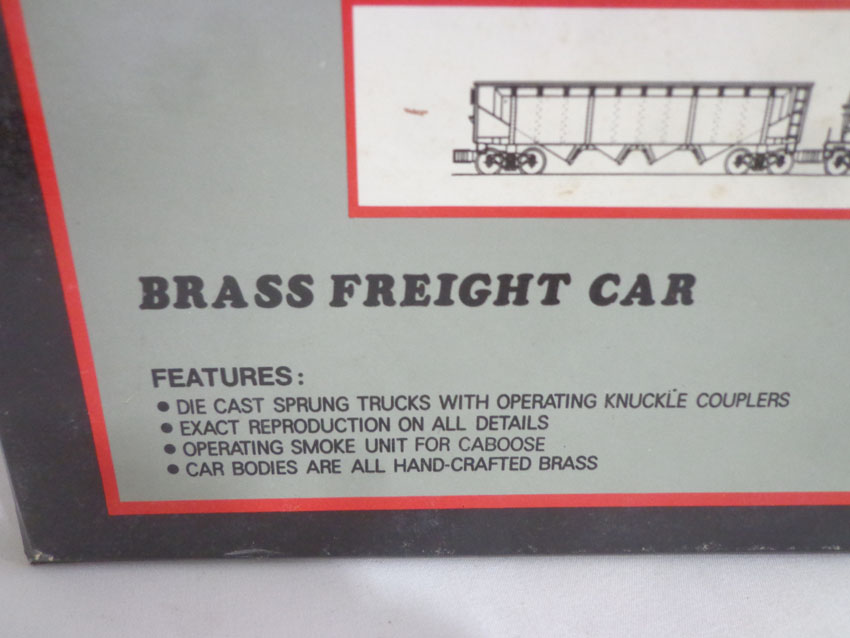 BRASS FREIGHT CAR
FEATURES:
• DIE CAST SPRUNG TRUCKS WITH OPERATING KNUCKLE COUPLERS
• EXACT REPRODUCTION ON ALL DETAILS
• OPERATING SMOKE UNIT FOR CABOOSE
• CAR BODIES ARE ALL HAND-CRAFTED BRASS